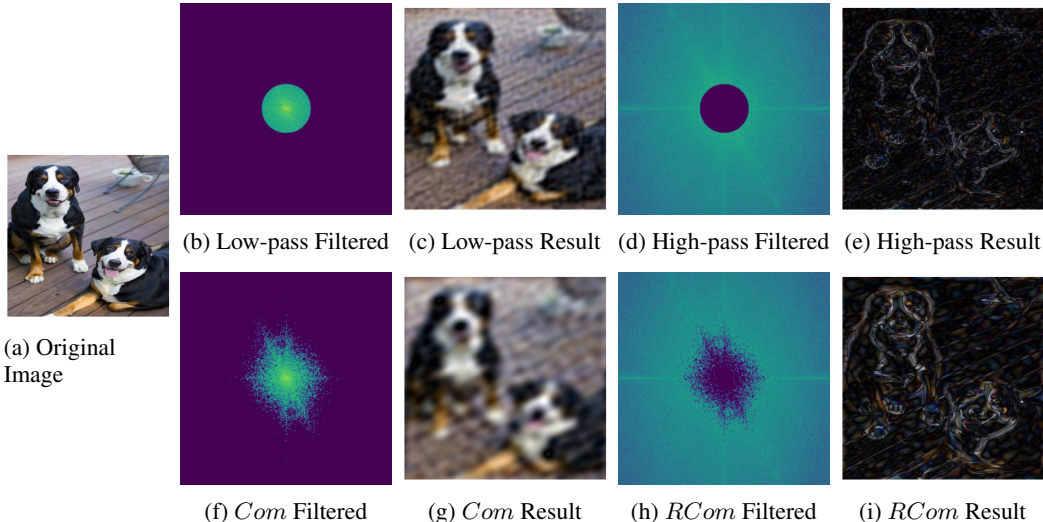 (b) Low-pass Filtered (c) Low-pass Result (d) High-pass Filtered (e) High-pass Result
(a) Original
Image
(f) Com Filtered (g) Com Result (h) RCom Filtered (i) RCom Result